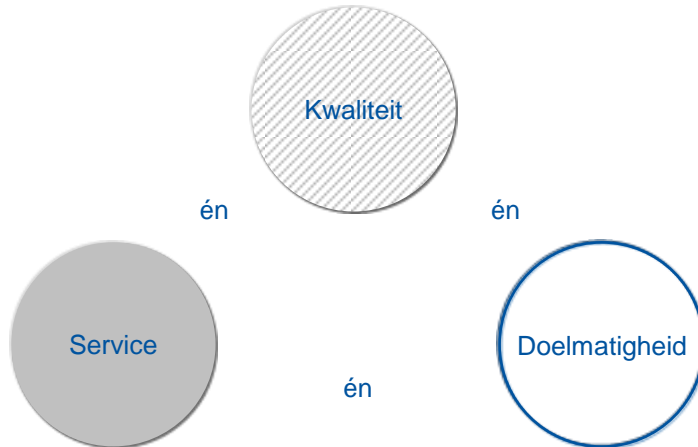 Kwaliteit
én
én
Service
Doelmatigheid
én